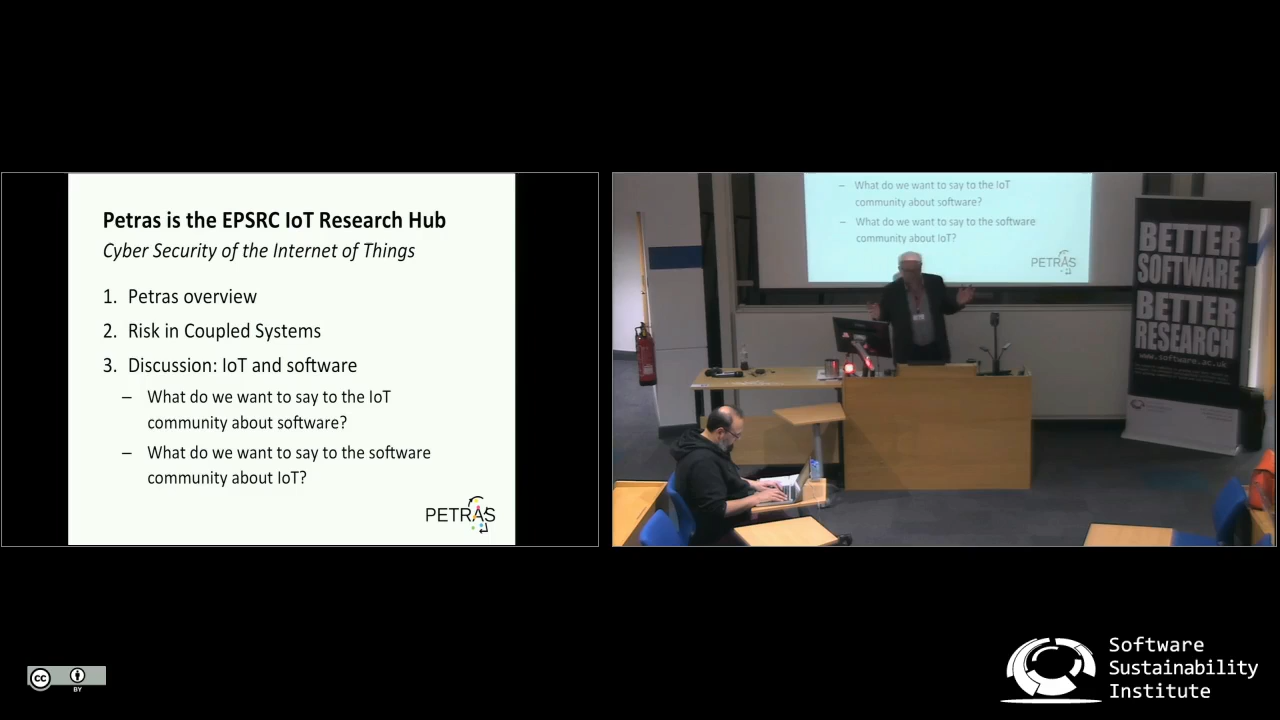 Petras is the EPSRC IoT Research Hub
Cyber Security of the Internet of Things
1. Petras overview
2. Risk in Coupled Systems
3. Discussion: IoT and software
– What do we want to say to the IoT
community about software?
– What do we want to say to the software
community about IoT?
PETRAS
– What do we want to say to the IoT
community about software?
– What do we want to say to the software
community about IoT?
PETRAS
BETTER
SOFTWARE
BETTER
RESEARCH
www.software.ac.uk
cc
BY
Software
Sustainability
Institute